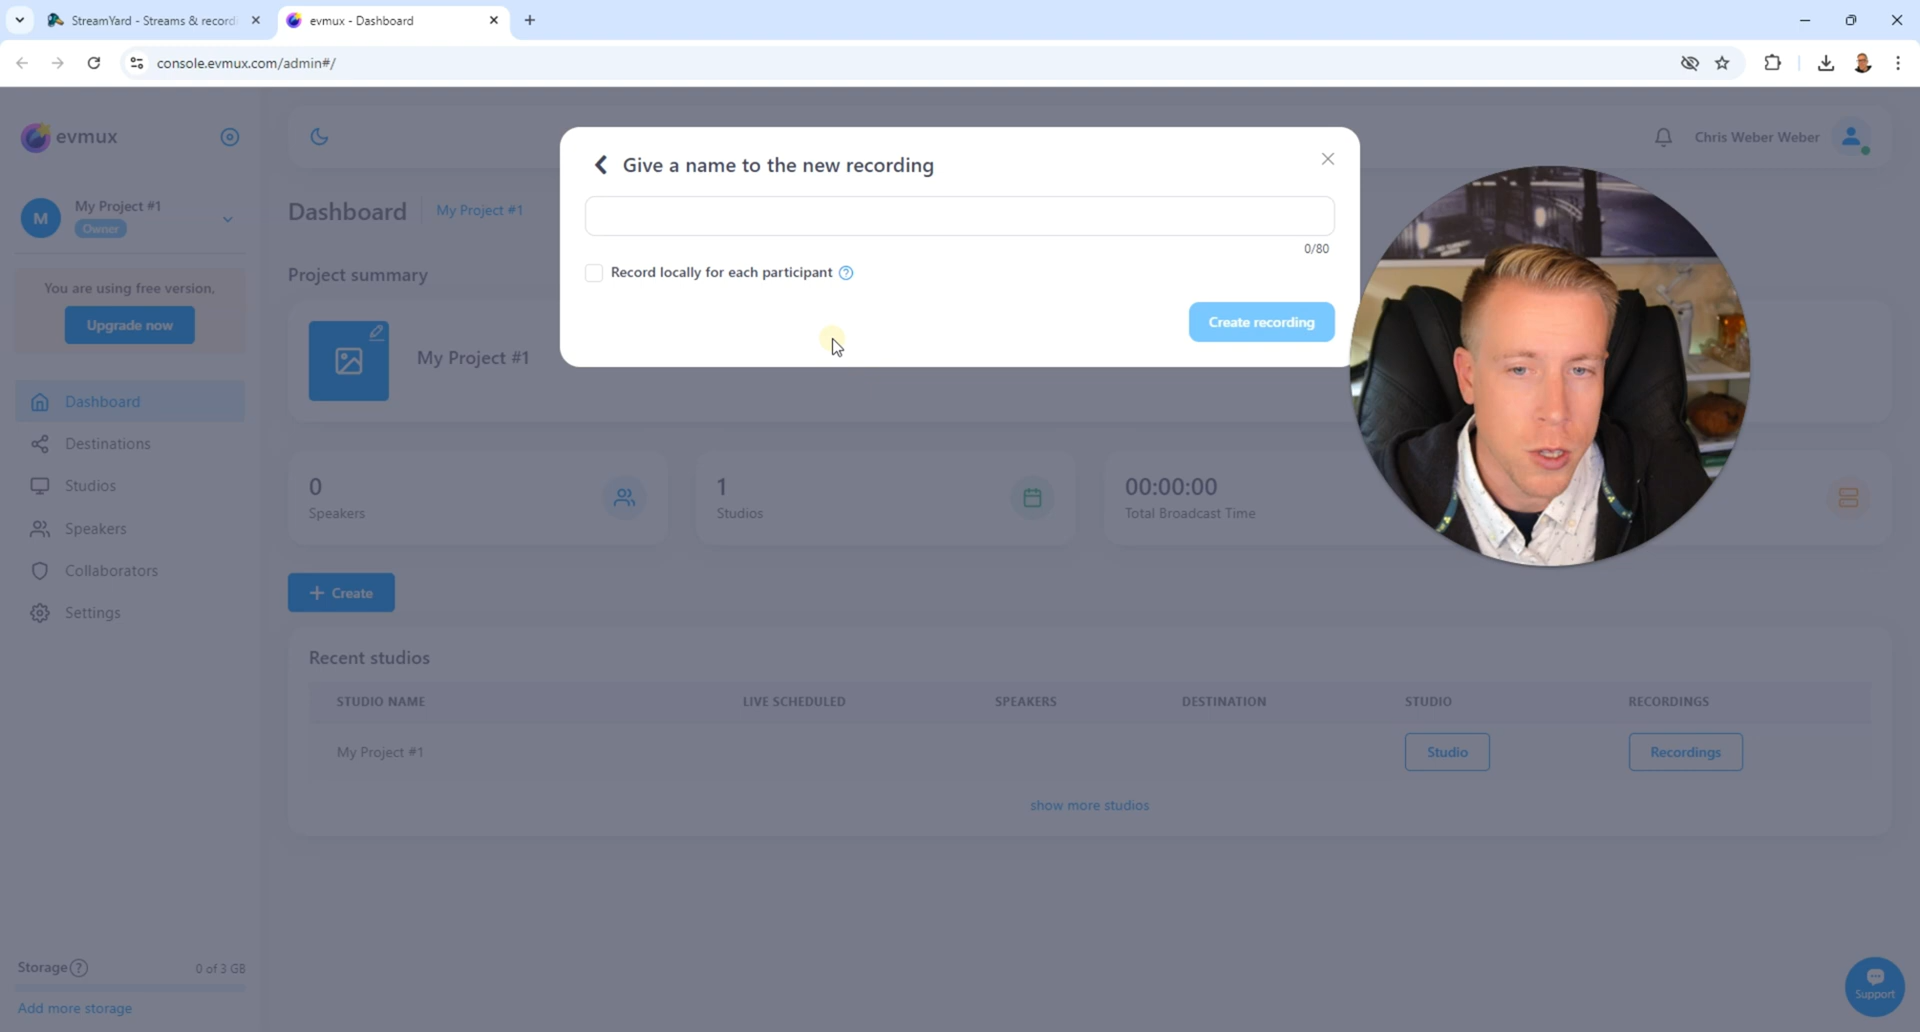 StreamYard - Streams & record
evmux - Dashboard
console.evmux.com/admin#/
evmux
Chris Weber Weber
My Project #1
Owner
You are using free version,
Upgrade now
Dashboard
Destinations
Studios
Speakers
Collaborators
Settings
Storage ?
0 of 3 GB
Add more storage
M
Dashboard
My Project #1
Give a name to the new recording
0/80
Record locally for each participant ?
Create recording
Project summary
My Project #1
0
Speakers
1
Studios
00:00:00
Total Broadcast Time
+ Create
Recent studios
STUDIO NAME LIVE SCHEDULED SPEAKERS DESTINATION STUDIO RECORDINGS
My Project #1 Studio Recordings
show more studios
Support